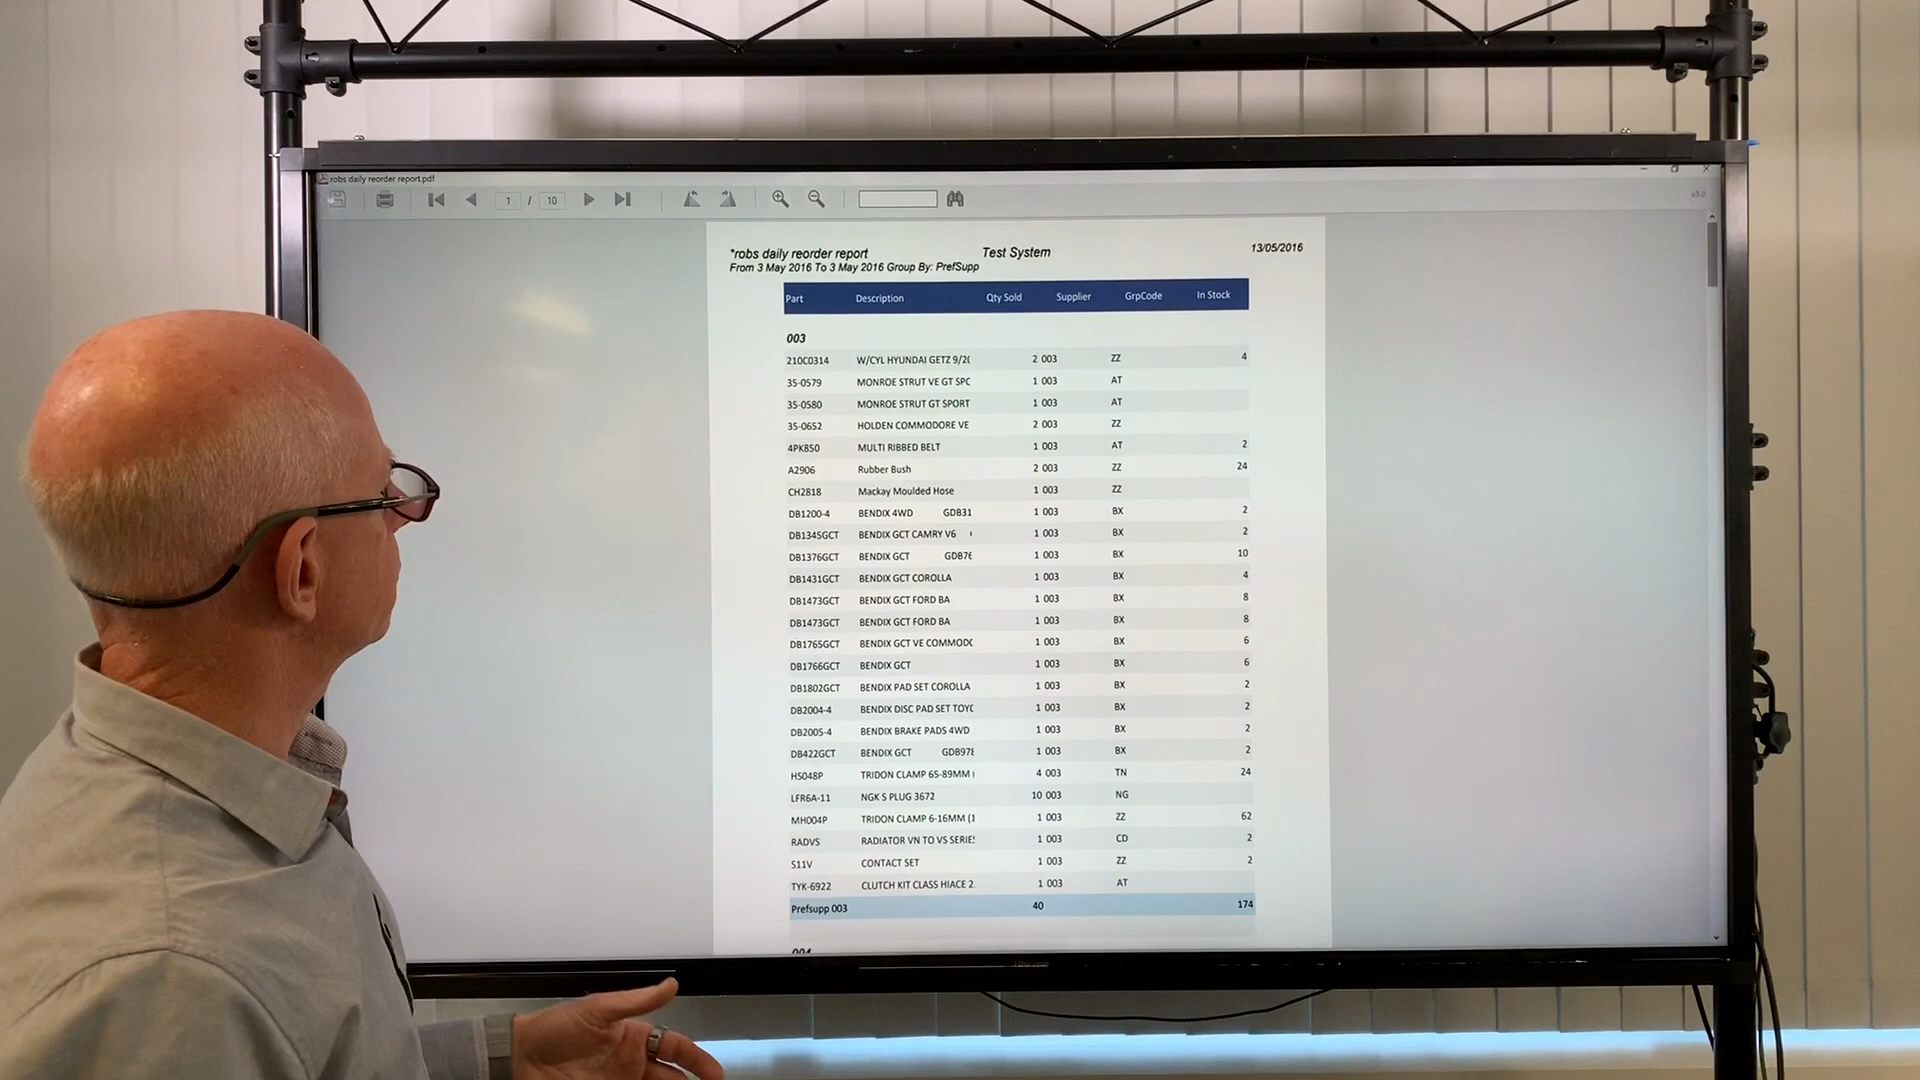 robs daily reorder report.pdf
1 / 10
x3.0
*robs daily reorder report Test System 13/05/2016
From 3 May 2016 To 3 May 2016 Group By: PrefSupp
Part Description Qty Sold Supplier GrpCode In Stock
003
210C0314 W/CYL HYUNDAI GETZ 9/20 2 003 ZZ 4
35-0579 MONROE STRUT VE GT SPC 1 003 AT
35-0580 MONROE STRUT GT SPORT 1 003 AT
35-0652 HOLDEN COMMODORE VE 2 003 ZZ
4PK850 MULTI RIBBED BELT 1 003 AT 2
A2906 Rubber Bush 2 003 ZZ 24
CH2818 Mackay Moulded Hose 1 003 ZZ
DB1200-4 BENDIX 4WD GDB31 1 003 BX 2
DB1345GCT BENDIX GCT CAMRY V6 1 003 BX 2
DB1376GCT BENDIX GCT GDB76 1 003 BX 10
DB1431GCT BENDIX GCT COROLLA 1 003 BX 4
DB1473GCT BENDIX GCT FORD BA 1 003 BX 8
DB1473GCT BENDIX GCT FORD BA 1 003 BX 8
DB1765GCT BENDIX GCT VE COMMODO 1 003 BX 6
DB1766GCT BENDIX GCT 1 003 BX 6
DB1802GCT BENDIX PAD SET COROLLA 1 003 BX 2
DB2004-4 BENDIX DISC PAD SET TOYO 1 003 BX 2
DB2005-4 BENDIX BRAKE PADS 4WD 1 003 BX 2
DB422GCT BENDIX GCT GDB978 1 003 BX 2
HS048P TRIDON CLAMP 65-89MM ( 4 003 TN 24
LFR6A-11 NGK S PLUG 3672 10 003 NG
MH004P TRIDON CLAMP 6-16MM (1 1 003 ZZ 62
RADVS RADIATOR VN TO VS SERIES 1 003 CD 2
S11V CONTACT SET 1 003 ZZ 2
TYK-6922 CLUTCH KIT CLASS HIACE 2. 1 003 AT
Prefsupp 003 40 174
004